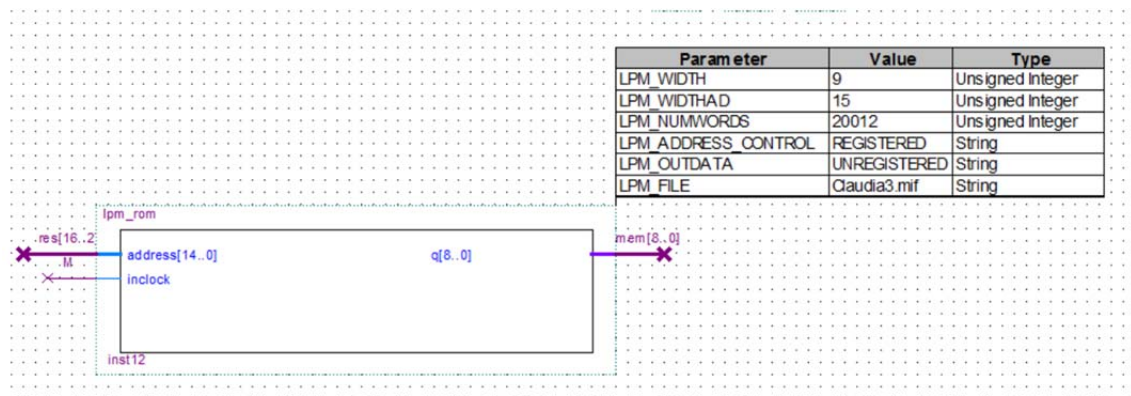 Parameter Value Type
LPM_WIDTH 9 Unsigned Integer
LPM_WIDTHAD 15 Unsigned Integer
LPM_NUMWORDS 20012 Unsigned Integer
LPM_ADDRESS_CONTROL REGISTERED String
LPM_OUTDATA UNREGISTERED String
LPM_FILE Claudia3.mif String
lpm_rom
res[16..2
mem[8..0]
address[14..0] q[8..0]
M
inclock
inst12